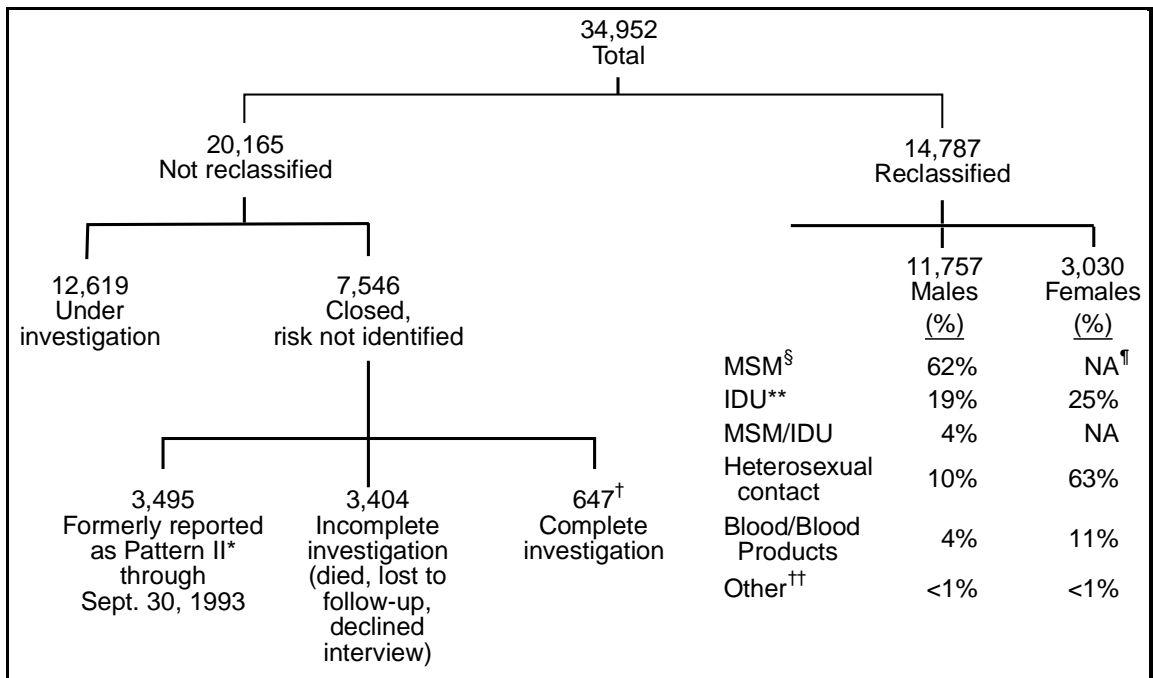 34,952
Total
20,165
Not reclassified
14,787
Reclassified
12,619
Under
investigation
7,546
Closed,
risk not identified
3,495
Formerly reported
as Pattern II*
through
Sept. 30, 1993
3,404
Incomplete
investigation
(died, lost to
follow-up,
declined
interview)
647†
Complete
investigation
11,757
Males
(%)
3,030
Females
(%)
MSM§ 62% NA¶
IDU** 19% 25%
MSM/IDU 4% NA
Heterosexual
contact 10% 63%
Blood/Blood
Products 4% 11%
Other†† <1% <1%